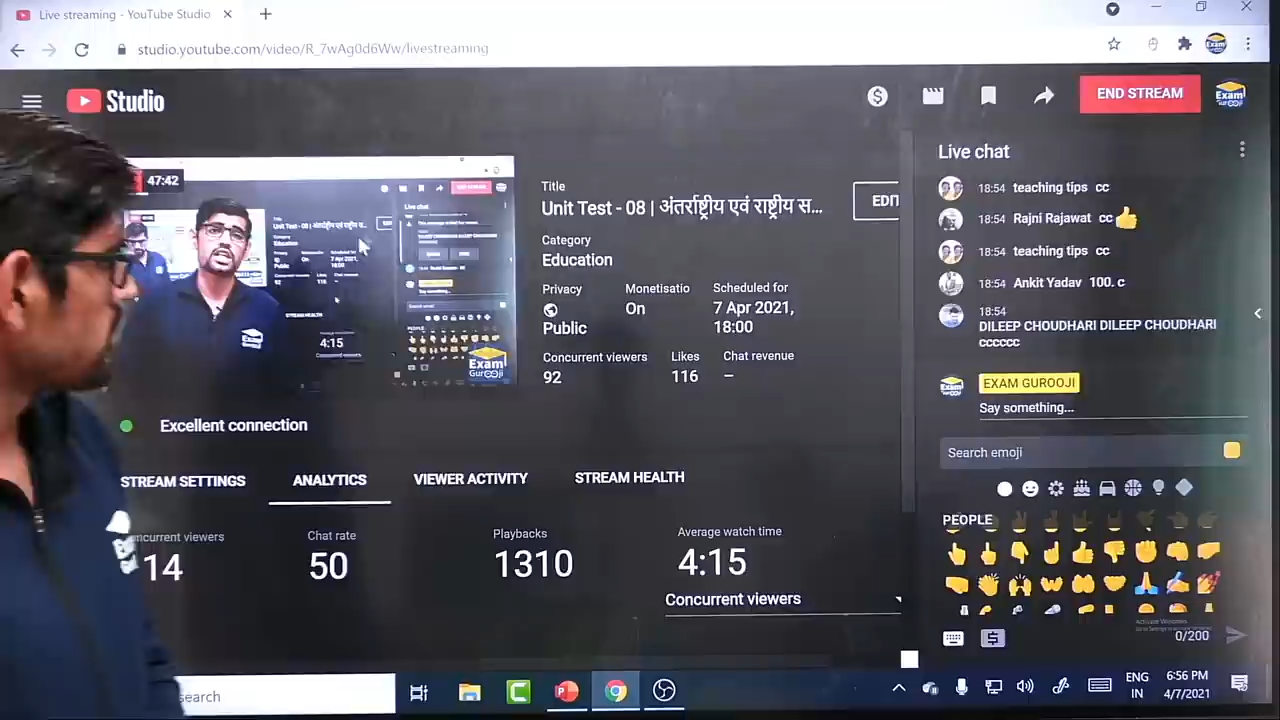 Live streaming - YouTube Studio
studio.youtube.com/video/R_7wAg0d6Ww/livestreaming
Studio
END STREAM
Exam
47:42
Title
Unit Test - 08 | अंतर्राष्ट्रीय एवं राष्ट्रीय स...
EDIT
Category
Education
Privacy
Monetisatio
Scheduled for
Public
On
7 Apr 2021,
18:00
Concurrent viewers
Likes
Chat revenue
92
116
–
4:15
Exam
Excellent connection
STREAM SETTINGS
ANALYTICS
VIEWER ACTIVITY
STREAM HEALTH
ncurrent viewers
Chat rate
Playbacks
Average watch time
14
50
1310
4:15
Concurrent viewers
Live chat
18:54 teaching tips cc
18:54 Rajni Rajawat cc
18:54 teaching tips cc
18:54 Ankit Yadav 100. c
18:54
DILEEP CHOUDHARI DILEEP CHOUDHARI
cccccc
EXAM GUROOJI
Say something...
Search emoji
PEOPLE
0/200
search
ENG
IN
6:56 PM
4/7/2021